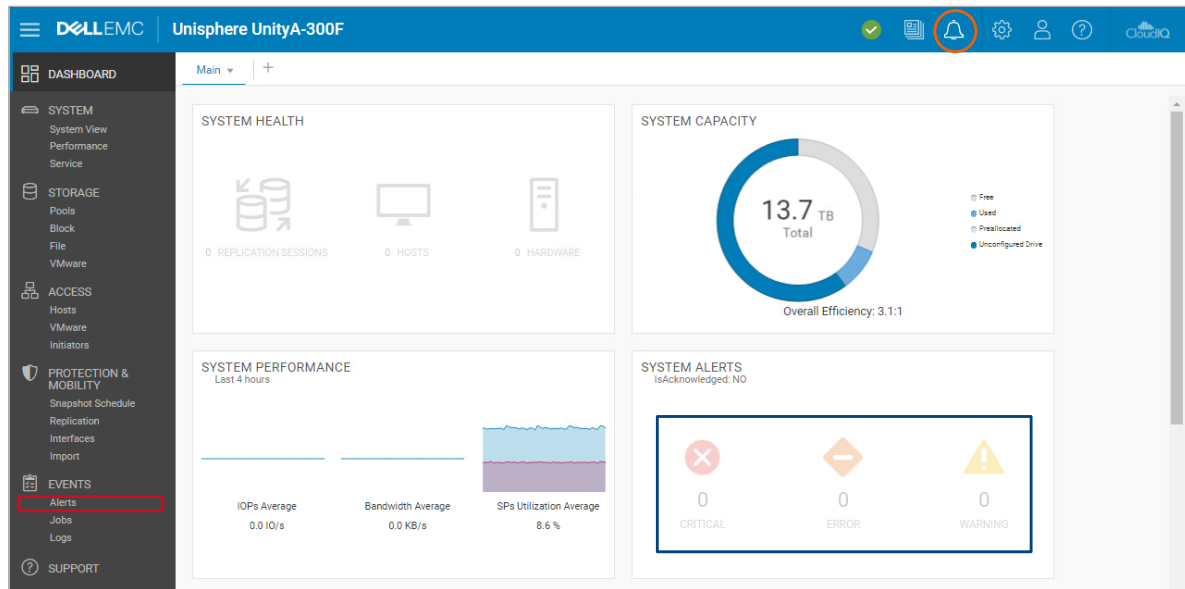 DELLEMC Unisphere UnityA-300F
CloudIQ
DASHBOARD
SYSTEM
System View
Performance
Service
STORAGE
Pools
Block
File
VMware
ACCESS
Hosts
VMware
Initiators
PROTECTION &
MOBILITY
Snapshot Schedule
Replication
Interfaces
Import
EVENTS
Alerts
Jobs
Logs
SUPPORT
Main
SYSTEM HEALTH
0 REPLICATION SESSIONS
0 HOSTS
0 HARDWARE
SYSTEM CAPACITY
13.7 TB
Total
Free
Used
Preallocated
Unconfigured Drive
Overall Efficiency: 3.1:1
SYSTEM PERFORMANCE
Last 4 hours
IOPs Average
0.0 IO/s
Bandwidth Average
0.0 KB/s
SPs Utilization Average
8.6 %
SYSTEM ALERTS
IsAcknowledged: NO
0
CRITICAL
0
ERROR
0
WARNING